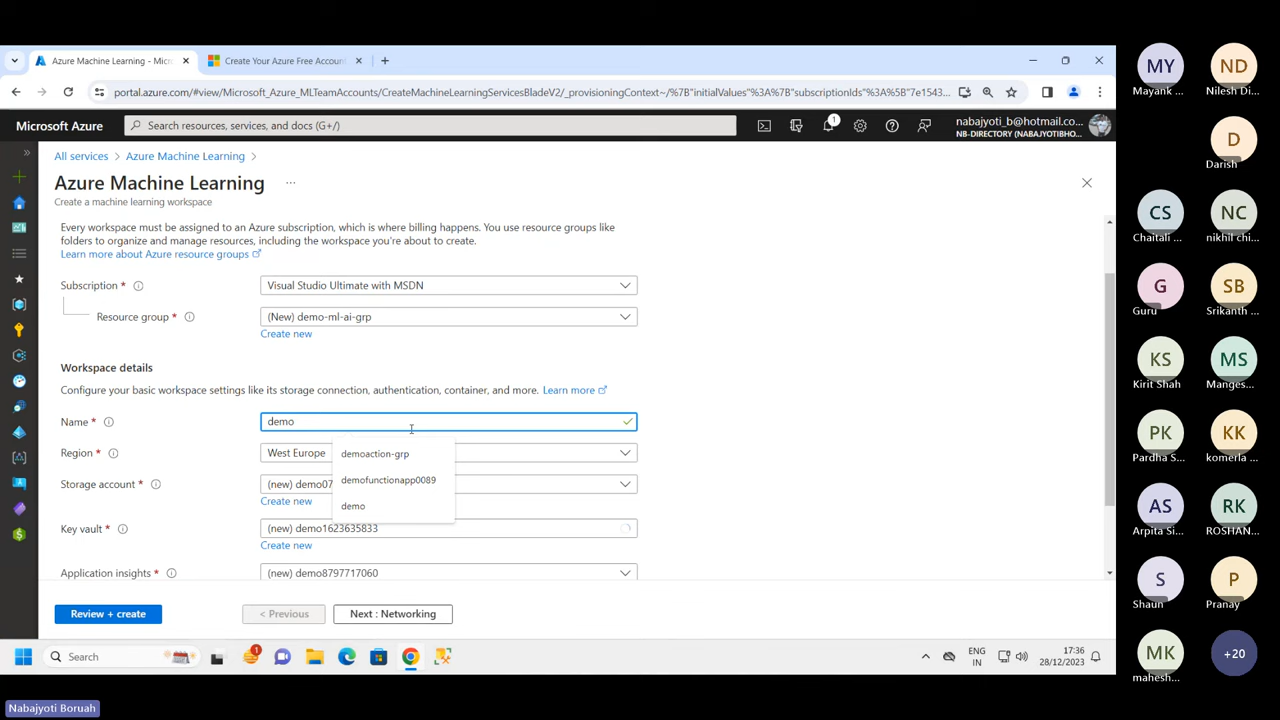 Azure Machine Learning - Micr
Create Your Azure Free Accoun
portal.azure.com/#view/Microsoft_Azure_MLTeamAccounts/CreateMachineLearningServicesBladeV2/_provisioningContext~/%7B"initialValues"%3A%7B"subscriptionIds"%3A%5B"7e1543...
Microsoft Azure
Search resources, services, and docs (G+/)
1
nabajyoti_b@hotmail.co...
NB-DIRECTORY (NABAJYOTIBHO...
All services > Azure Machine Learning >
Azure Machine Learning ...
Create a machine learning workspace
Every workspace must be assigned to an Azure subscription, which is where billing happens. You use resource groups like
folders to organize and manage resources, including the workspace you're about to create.
Learn more about Azure resource groups
Subscription *
Visual Studio Ultimate with MSDN
Resource group *
(New) demo-ml-ai-grp
Create new
Workspace details
Configure your basic workspace settings like its storage connection, authentication, container, and more. Learn more
Name *
demo
demoaction-grp
demofunctionapp0089
demo
Region *
West Europe
Storage account *
(new) demo07
Create new
Key vault *
(new) demo1623635833
Create new
Application insights *
(new) demo8797717060
Review + create
< Previous
Next : Networking
Search
1
ENG
IN
17:36
28/12/2023
MY
Mayank ...
ND
Nilesh Di...
D
Darish
CS
Chaitali ...
NC
nikhil chi...
G
Guru
SB
Srikanth ...
KS
Kirit Shah
MS
Manges...
PK
Pardha S...
KK
komerla ...
AS
Arpita Si...
RK
ROSHAN...
S
Shaun
P
Pranay
MK
mahesh...
+20
Nabajyoti Boruah